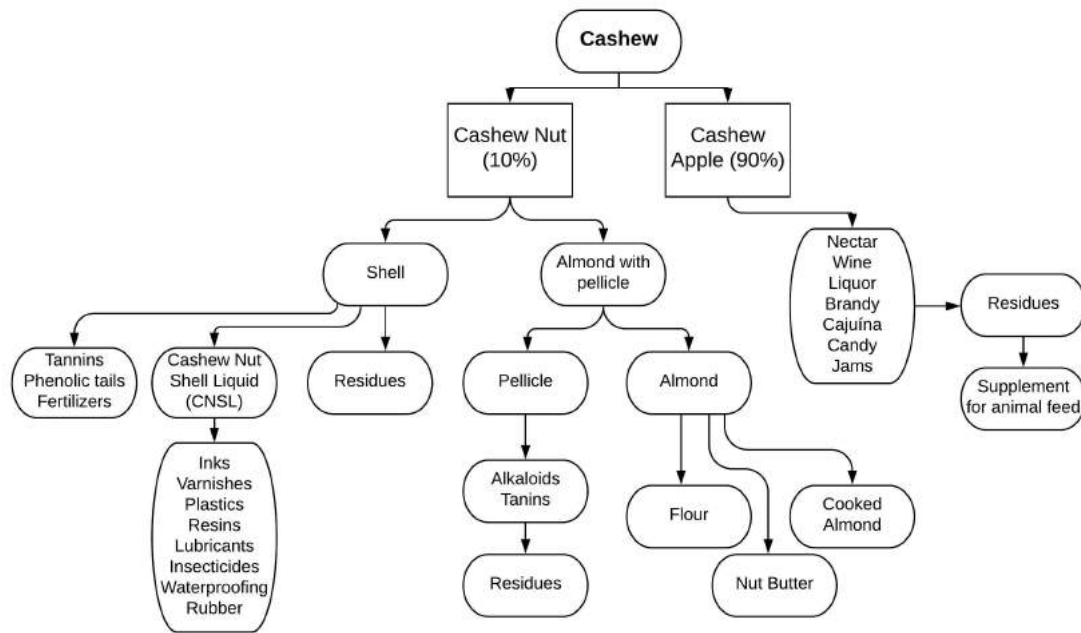 Cashew
Cashew Nut
(10%)
Cashew
Apple (90%)
Shell
Almond with
pellicle
Nectar
Wine
Liquor
Brandy
Cajuína
Candy
Jams
Residues
Tannins
Phenolic tails
Fertilizers
Cashew Nut
Shell Liquid
(CNSL)
Residues
Pellicle
Almond
Supplement
for animal feed
Inks
Varnishes
Plastics
Resins
Lubricants
Insecticides
Waterproofing
Rubber
Alkaloids
Tanins
Flour
Cooked
Almond
Residues
Nut Butter